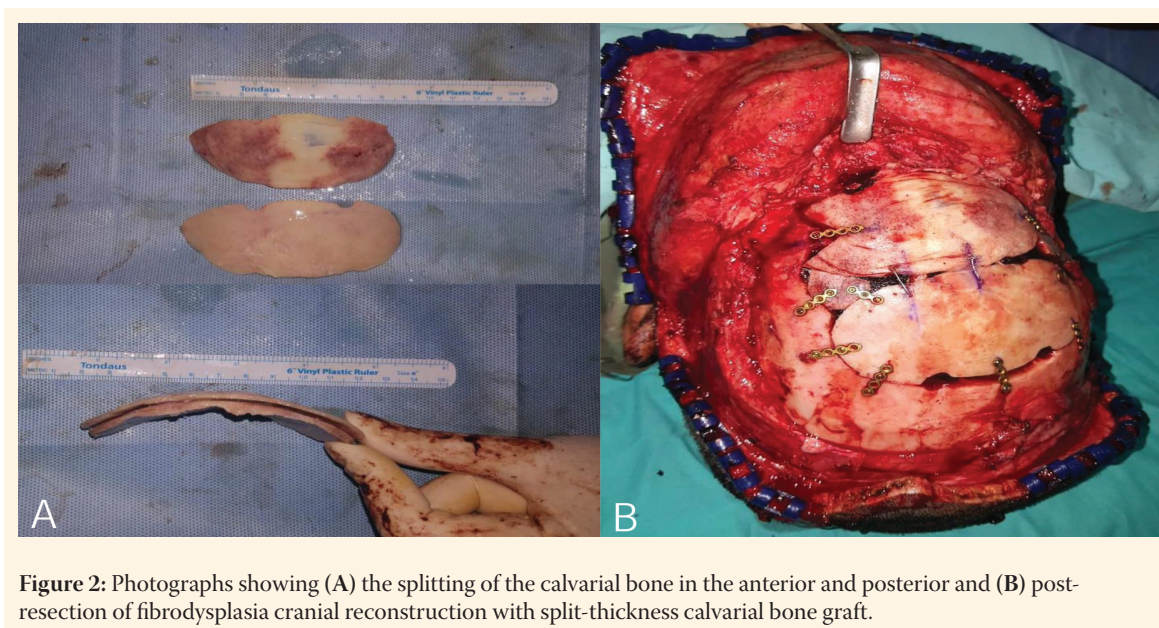 Tondaus
6" Vinyl Plastic Ruler
METRIC
Tondaus
6" Vinyl Plastic Ruler
METRIC
A
B
Figure 2: Photographs showing (A) the splitting of the calvarial bone in the anterior and posterior and (B) post-
resection of fibrodysplasia cranial reconstruction with split-thickness calvarial bone graft.